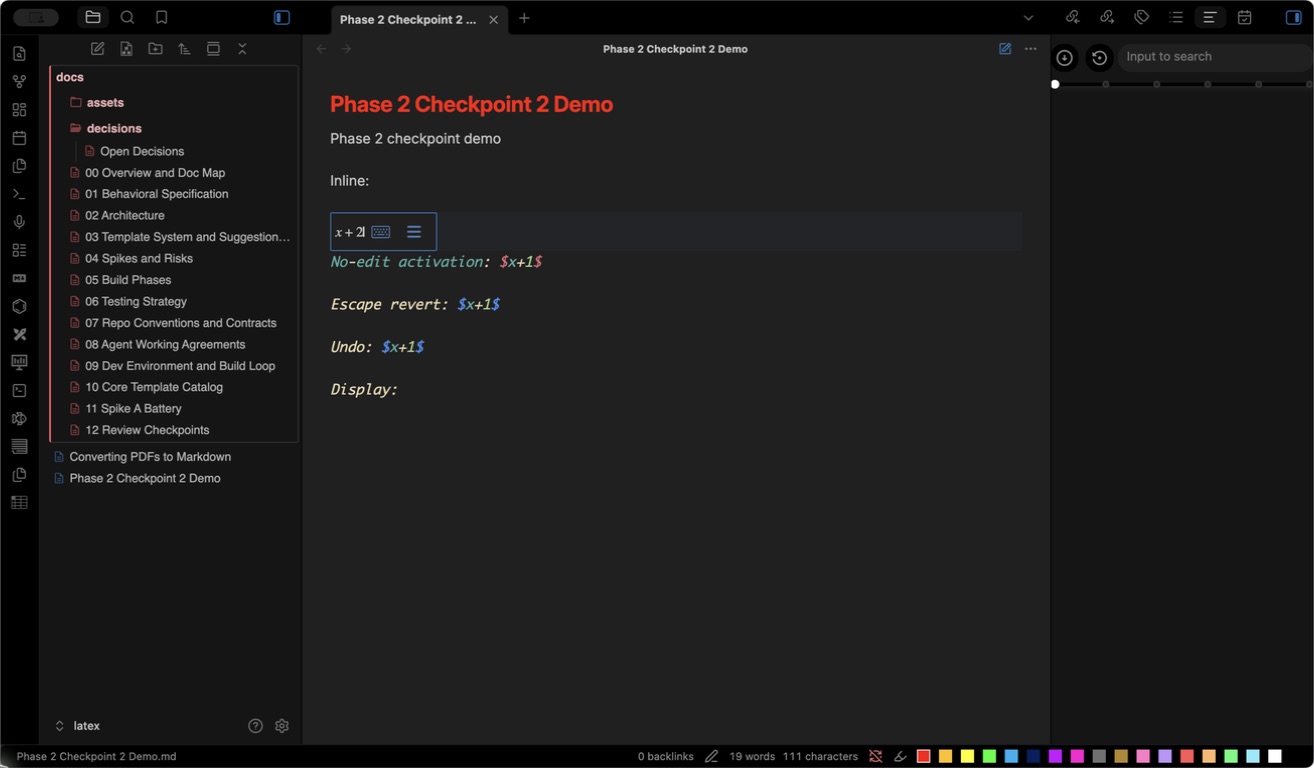 Phase 2 Checkpoint 2 ...
docs
assets
decisions
Open Decisions
00 Overview and Doc Map
01 Behavioral Specification
02 Architecture
03 Template System and Suggestion...
04 Spikes and Risks
05 Build Phases
06 Testing Strategy
07 Repo Conventions and Contracts
08 Agent Working Agreements
09 Dev Environment and Build Loop
10 Core Template Catalog
11 Spike A Battery
12 Review Checkpoints
Converting PDFs to Markdown
Phase 2 Checkpoint 2 Demo
latex
Phase 2 Checkpoint 2 Demo
Phase 2 Checkpoint 2 Demo
Phase 2 checkpoint demo
Inline:
x + 2
No-edit activation: $x+1$
Escape revert: $x+1$
Undo: $x+1$
Display:
Input to search
Phase 2 Checkpoint 2 Demo.md
0 backlinks
19 words
111 characters